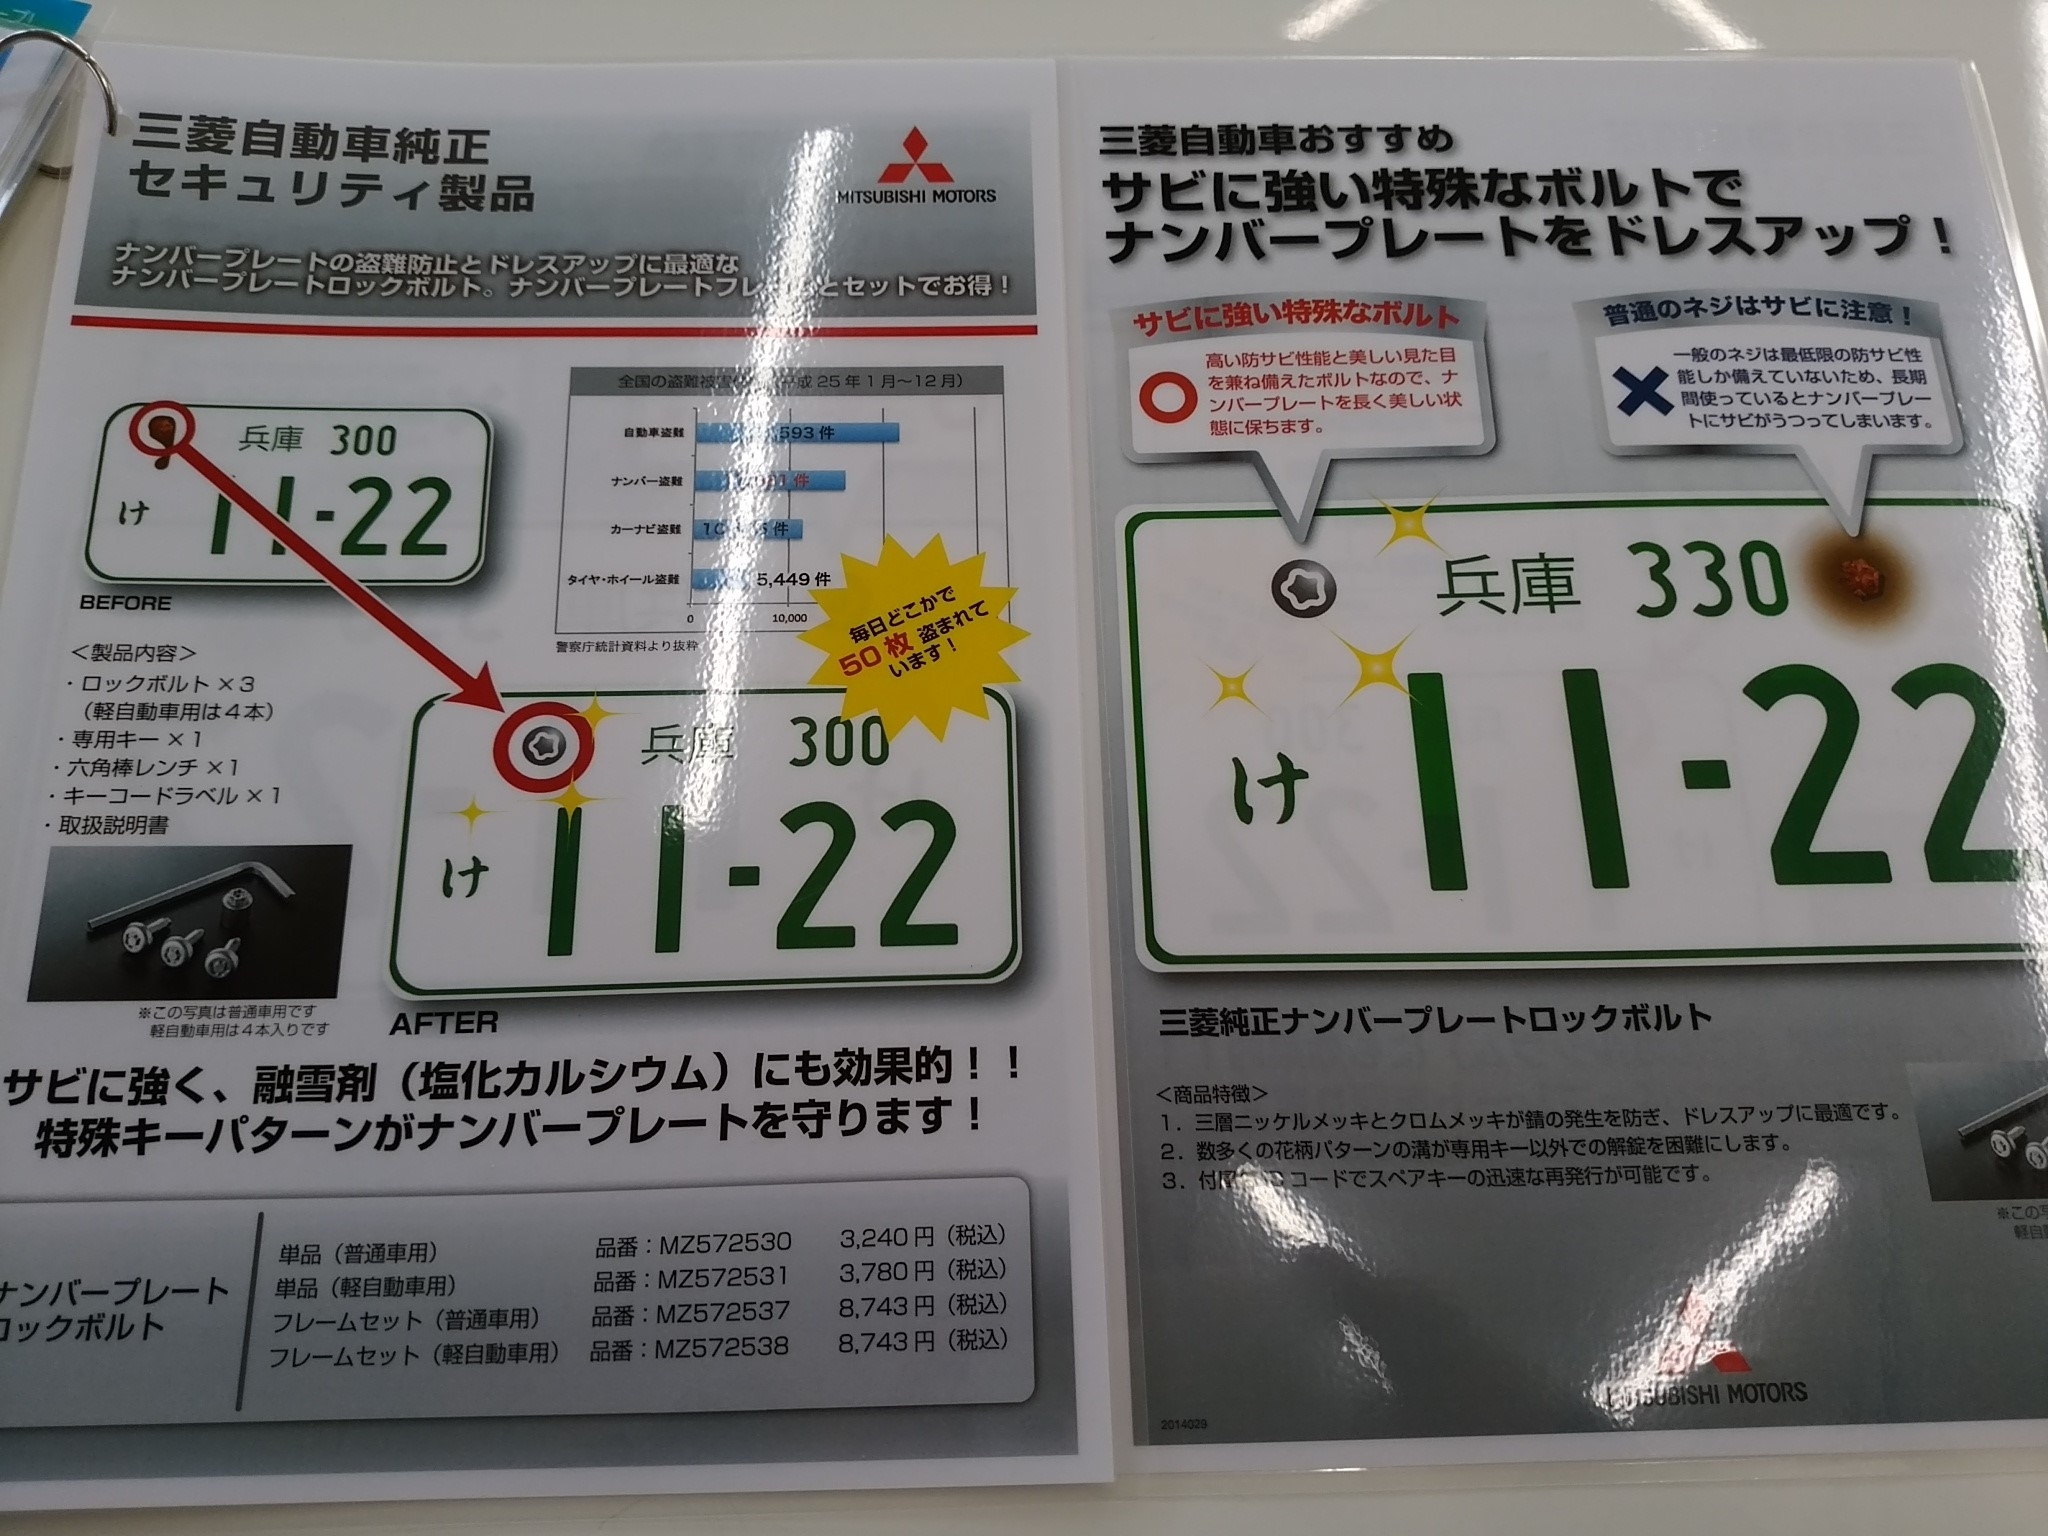 三菱自動車純正
セキュリティ製品
MITSUBISHI MOTORS
ナンバープレートの盗難防止とドレスアップに最適な
ナンバープレートロックボルト。ナンバープレートフレームとセットでお得！
兵庫 300
け 11-22
BEFORE
全国の盗難被害 平成25年1月～12月）
自動車盗難 593件
ナンバー盗難 件
カーナビ盗難 件
タイヤ・ホイール盗難 5,449件
0 10,000
警察庁統計資料より抜粋
毎日どこかで
50枚盗まれて
います！
＜製品内容＞
・ロックボルト×3
（軽自動車用は4本）
・専用キー×1
・六角棒レンチ×1
・キーコードラベル×1
・取扱説明書
※この写真は普通車用です
軽自動車用は4本入りです
兵庫 300
け 11-22
AFTER
サビに強く、融雪剤（塩化カルシウム）にも効果的！！
特殊キーパターンがナンバープレートを守ります！
ナンバープレート
ロックボルト
単品（普通車用） 品番：MZ572530 3,240円（税込）
単品（軽自動車用） 品番：MZ572531 3,780円（税込）
フレームセット（普通車用） 品番：MZ572537 8,743円（税込）
フレームセット（軽自動車用） 品番：MZ572538 8,743円（税込）
三菱自動車おすすめ
サビに強い特殊なボルトで
ナンバープレートをドレスアップ！
サビに強い特殊なボルト
高い防サビ性能と美しい見た目
を兼ね備えたボルトなので、ナ
ンバープレートを長く美しい状
態に保ちます。
普通のネジはサビに注意！
一般のネジは最低限の防サビ性
能しか備えていないため、長期
間使っているとナンバープレー
トにサビがうつってしまいます。
兵庫 330
け 11-22
三菱純正ナンバープレートロックボルト
＜商品特徴＞
1．三層ニッケルメッキとクロムメッキが錆の発生を防ぎ、ドレスアップに最適です。
2．数多くの花柄パターンの溝が専用キー以外での解錠を困難にします。
3．付 コードでスペアキーの迅速な再発行が可能です。
※この写
軽自
MITSUBISHI MOTORS
2014029